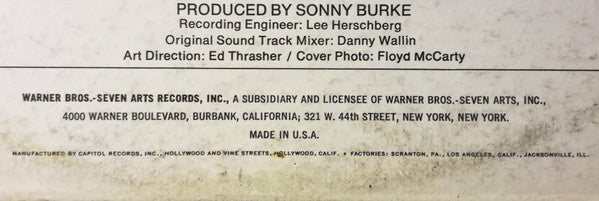 PRODUCED BY SONNY BURKE
Recording Engineer: Lee Herschberg
Original Sound Track Mixer: Danny Wallin
Art Direction: Ed Thrasher / Cover Photo: Floyd McCarty
WARNER BROS.-SEVEN ARTS RECORDS, INC., A SUBSIDIARY AND LICENSEE OF WARNER BROS.-SEVEN ARTS, INC.,
4000 WARNER BOULEVARD, BURBANK, CALIFORNIA; 321 W. 44th STREET, NEW YORK, NEW YORK.
MADE IN U.S.A.
MANUFACTURED BY CAPITOL RECORDS, INC., HOLLYWOOD AND VINE STREETS, HOLLYWOOD, CALIF. • FACTORIES: SCRANTON, PA., LOS ANGELES, CALIF., JACKSONVILLE, ILL.